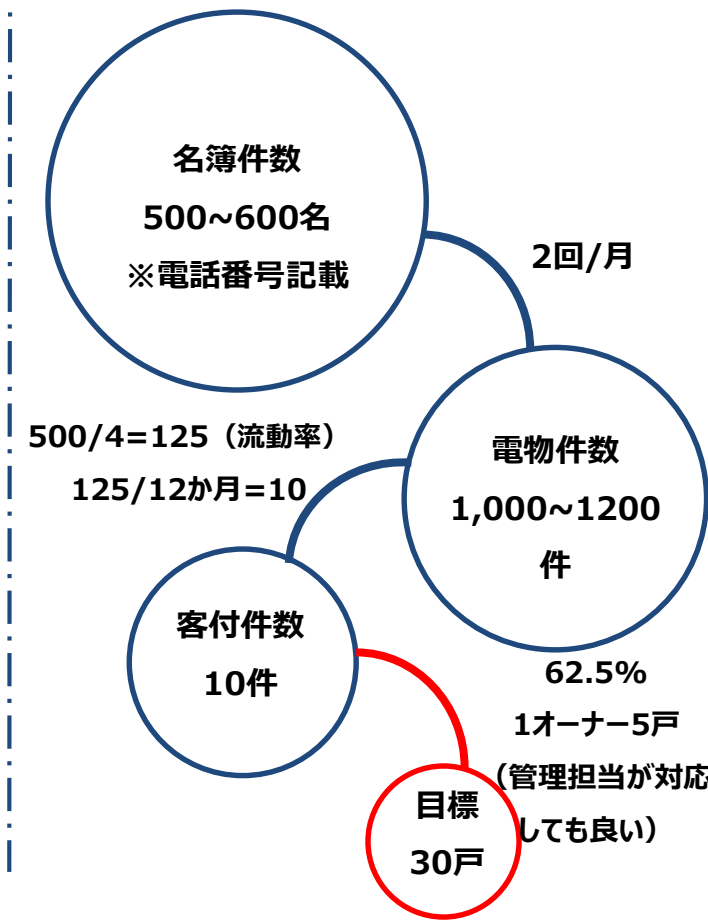 名簿件数
500~600名
※電話番号記載
2回/月
500/4=125（流動率）
125/12か月=10
電物件数
1,000~1200
件
客付件数
10件
62.5%
1オーナー5戸
（管理担当が対応
しても良い）
目標
30戸